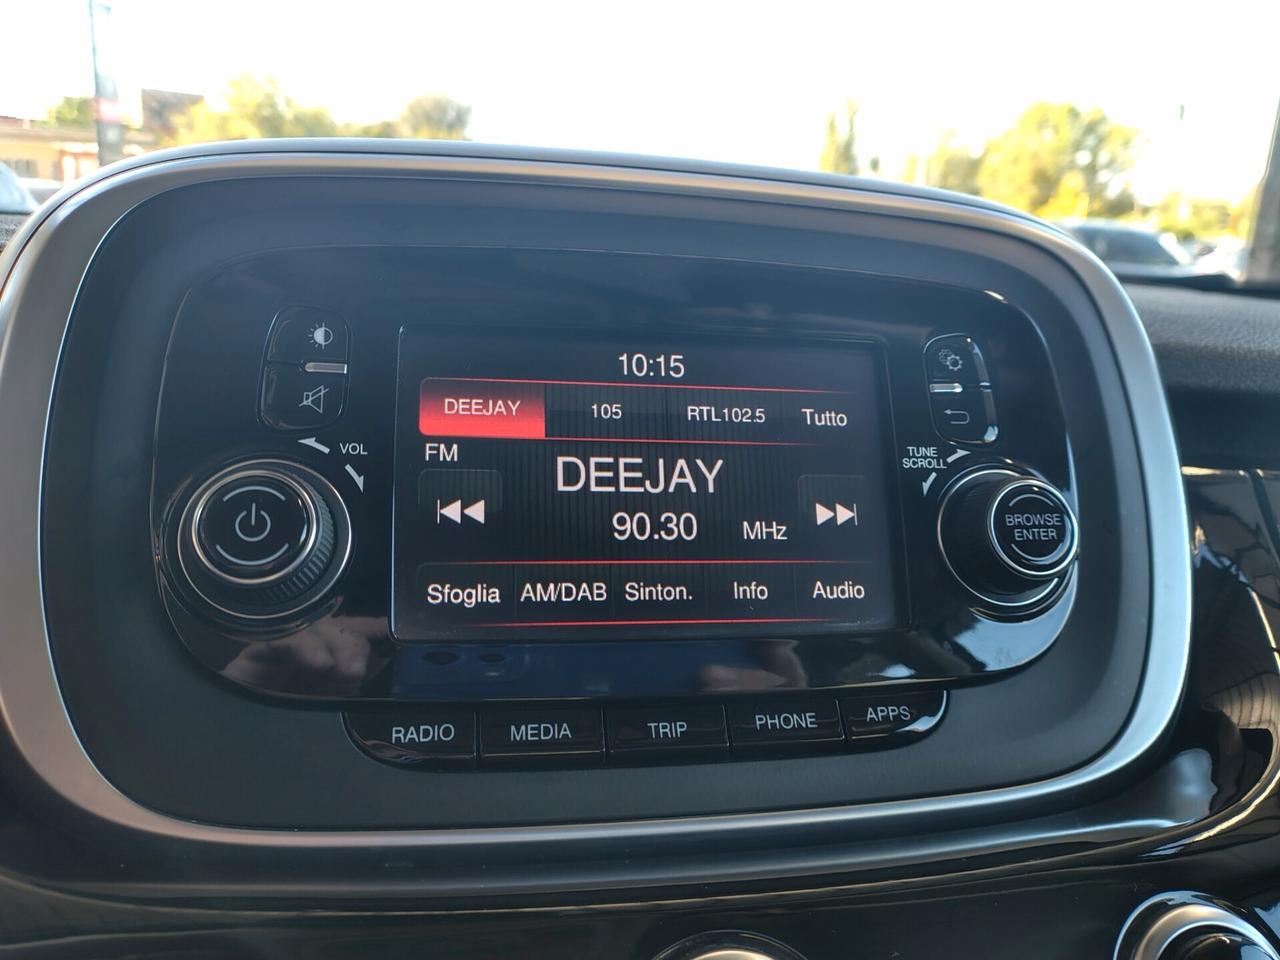 10:15
DEEJAY 105 RTL102.5 Tutto
FM
DEEJAY
90.30 MHz
Sfoglia AM/DAB Sinton. Info Audio
VOL
TUNE
SCROLL
BROWSE
ENTER
RADIO MEDIA TRIP PHONE APPS